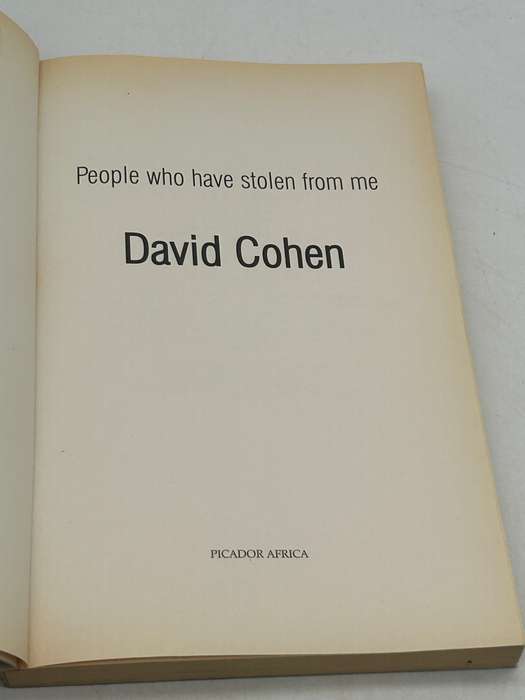 People who have stolen from me
David Cohen
PICADOR AFRICA